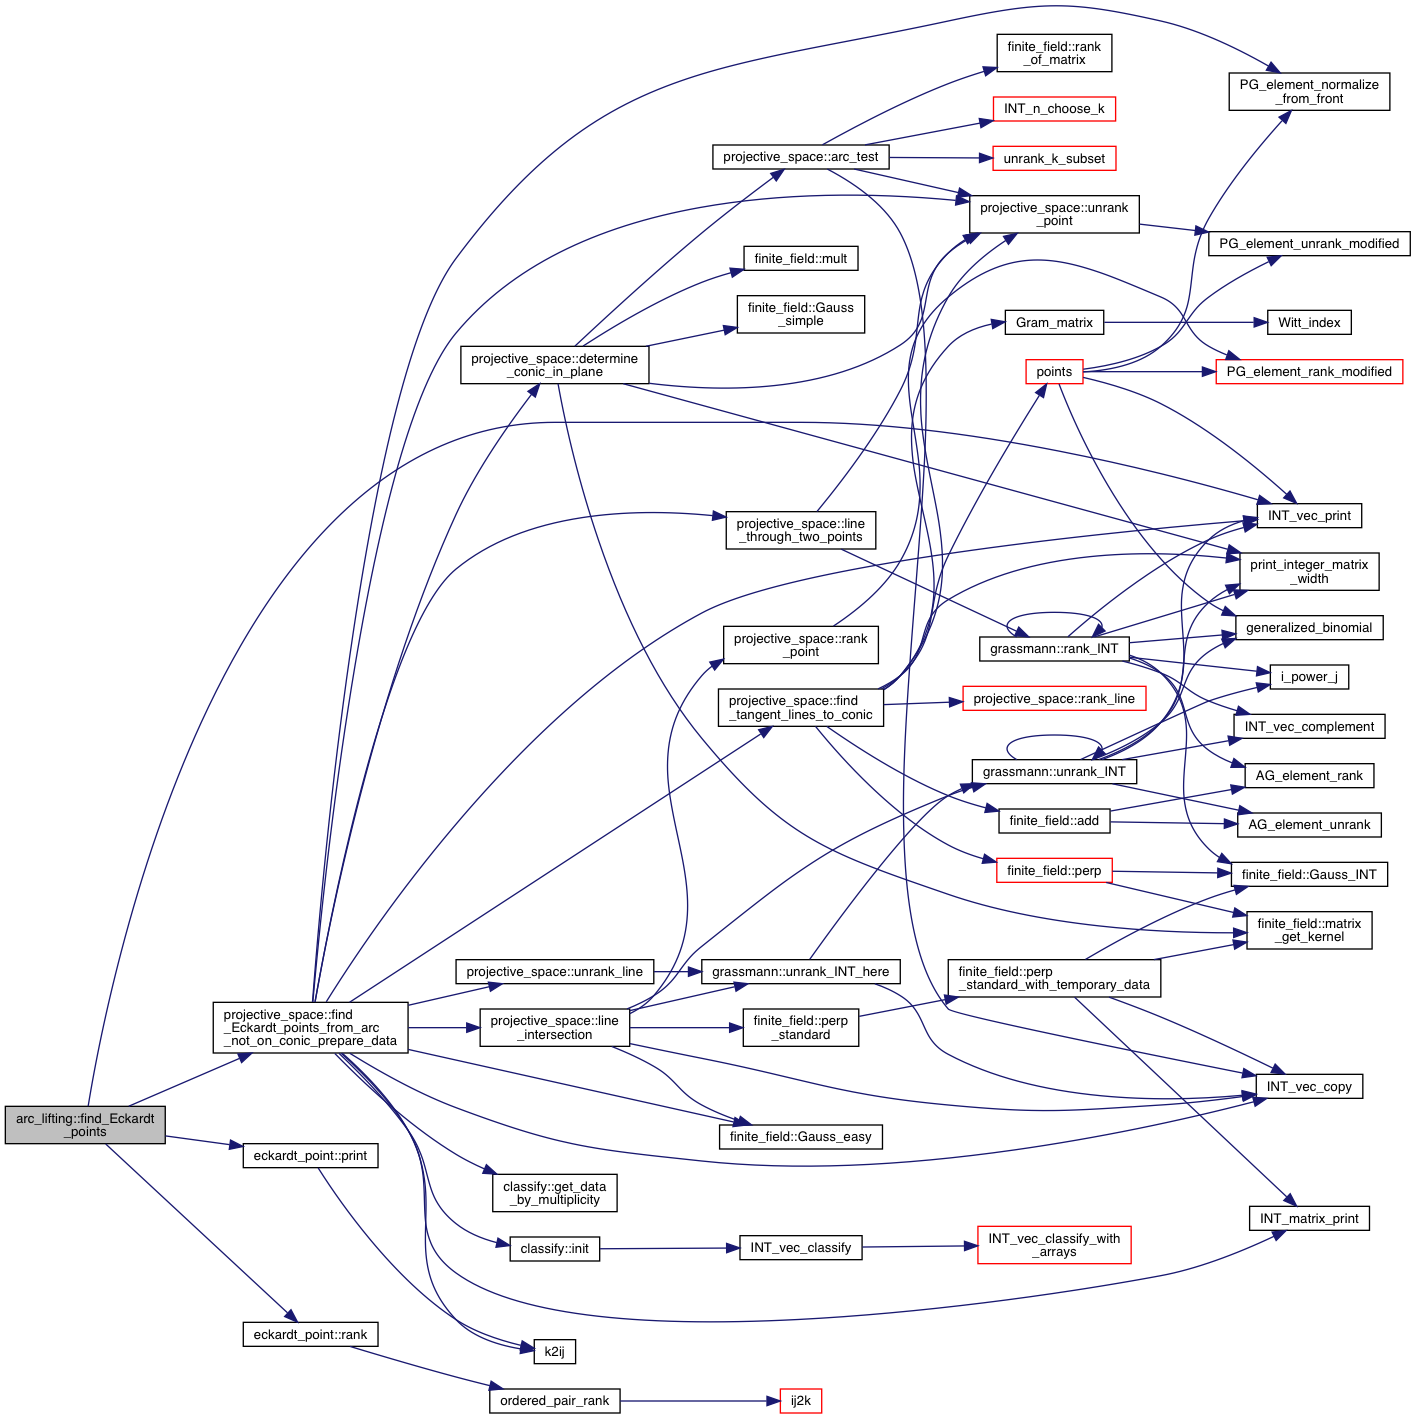 arc_lifting::find_Eckardt
_points
projective_space::find
_Eckardt_points_from_arc
_not_on_conic_prepare_data
eckardt_point::print
eckardt_point::rank
projective_space::determine
_conic_in_plane
projective_space::unrank_line
projective_space::line
_intersection
classify::get_data
_by_multiplicity
classify::init
k2ij
ordered_pair_rank
projective_space::arc_test
finite_field::mult
finite_field::Gauss
_simple
projective_space::line
_through_two_points
projective_space::rank
_point
projective_space::find
_tangent_lines_to_conic
grassmann::unrank_INT_here
finite_field::perp
_standard
finite_field::Gauss_easy
INT_vec_classify
ij2k
finite_field::rank
_of_matrix
INT_n_choose_k
unrank_k_subset
projective_space::unrank
_point
Gram_matrix
points
grassmann::rank_INT
projective_space::rank_line
grassmann::unrank_INT
finite_field::add
finite_field::perp
finite_field::perp
_standard_with_temporary_data
INT_vec_classify_with
_arrays
PG_element_normalize
_from_front
PG_element_unrank_modified
Witt_index
PG_element_rank_modified
INT_vec_print
print_integer_matrix
_width
generalized_binomial
i_power_j
INT_vec_complement
AG_element_rank
AG_element_unrank
finite_field::Gauss_INT
finite_field::matrix
_get_kernel
INT_vec_copy
INT_matrix_print